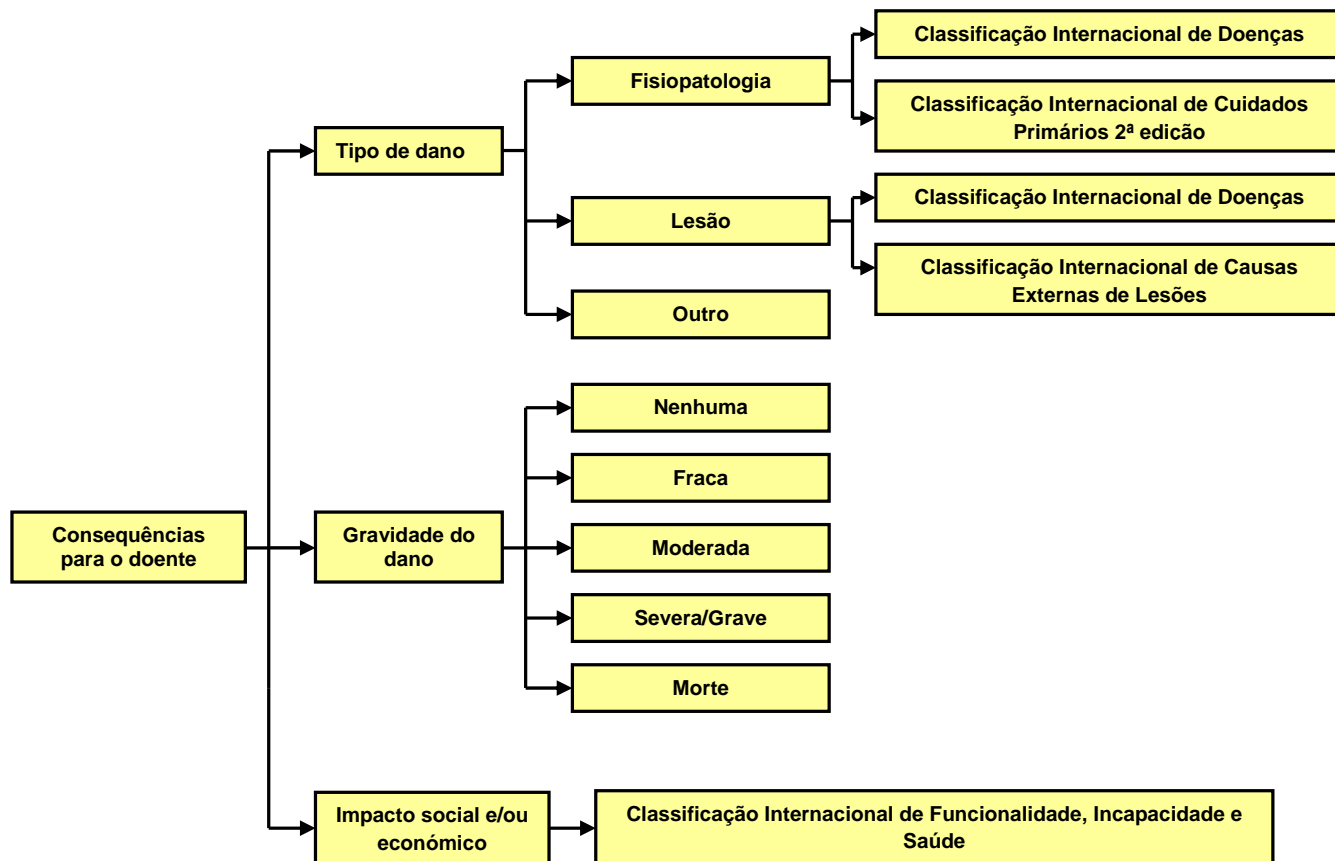 Classificação Internacional de Doenças
Fisiopatologia
Classificação Internacional de Cuidados
Primários 2ª edição
Tipo de dano
Classificação Internacional de Doenças
Lesão
Classificação Internacional de Causas
Externas de Lesões
Outro
Nenhuma
Fraca
Consequências
para o doente
Gravidade do
dano
Moderada
Severa/Grave
Morte
Impacto social e/ou
económico
Classificação Internacional de Funcionalidade, Incapacidade e
Saúde